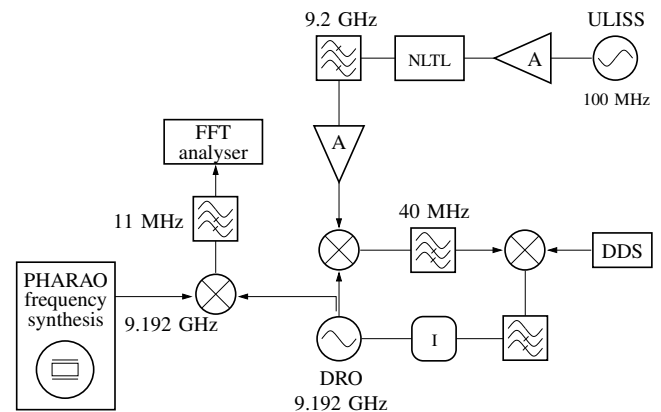 9.2 GHz
ULISS
NLTL
A
100 MHz
FFT
analyser
A
11 MHz
40 MHz
DDS
PHARAO
frequency
synthesis
9.192 GHz
I
DRO
9.192 GHz